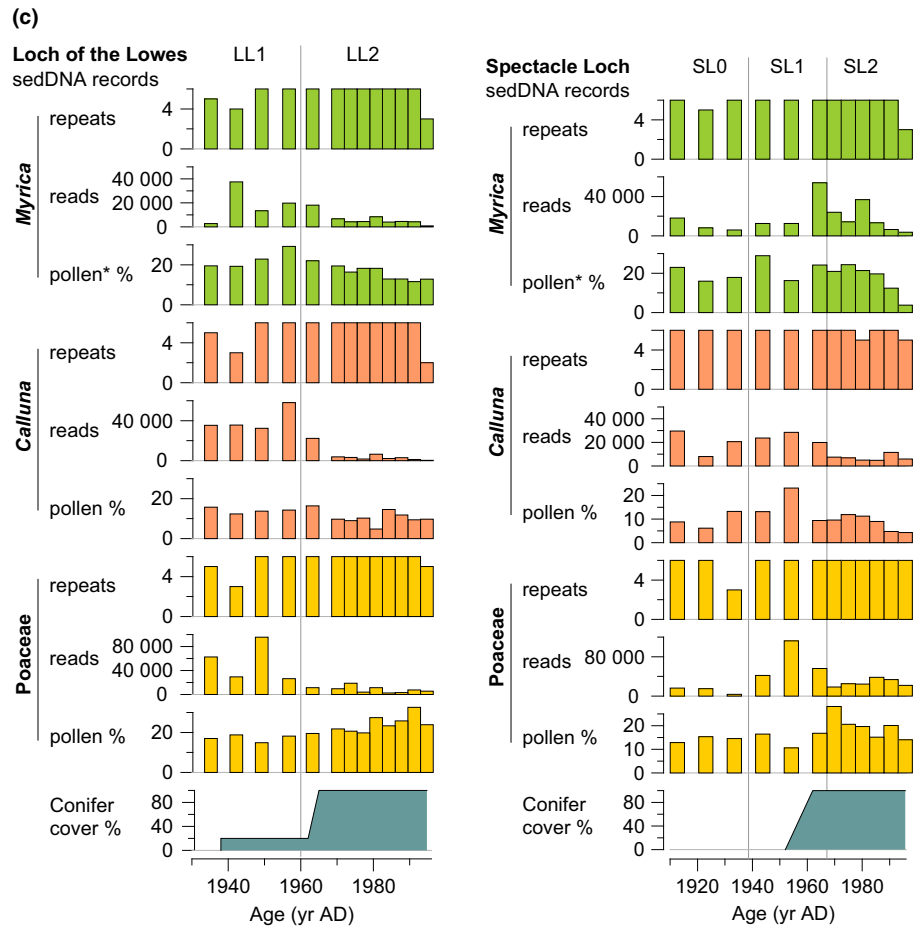 (c)
Loch of the Lowes
sedDNA records
LL1 LL2
Myrica
repeats
4
0
reads
40 000
20 000
0
pollen* %
20
0
Calluna
repeats
4
0
reads
40 000
0
pollen %
20
0
Poaceae
repeats
4
0
reads
80 000
40 000
0
pollen %
20
0
Conifer
cover %
80
40
0
1940 1960 1980
Age (yr AD)
Spectacle Loch
sedDNA records
SL0 SL1 SL2
Myrica
repeats
4
0
reads
40 000
0
pollen* %
20
0
Calluna
repeats
4
0
reads
40 000
20 000
0
pollen %
20
10
0
Poaceae
repeats
4
0
reads
80 000
0
pollen %
20
10
0
Conifer
cover %
80
40
0
1920 1940 1960 1980
Age (yr AD)